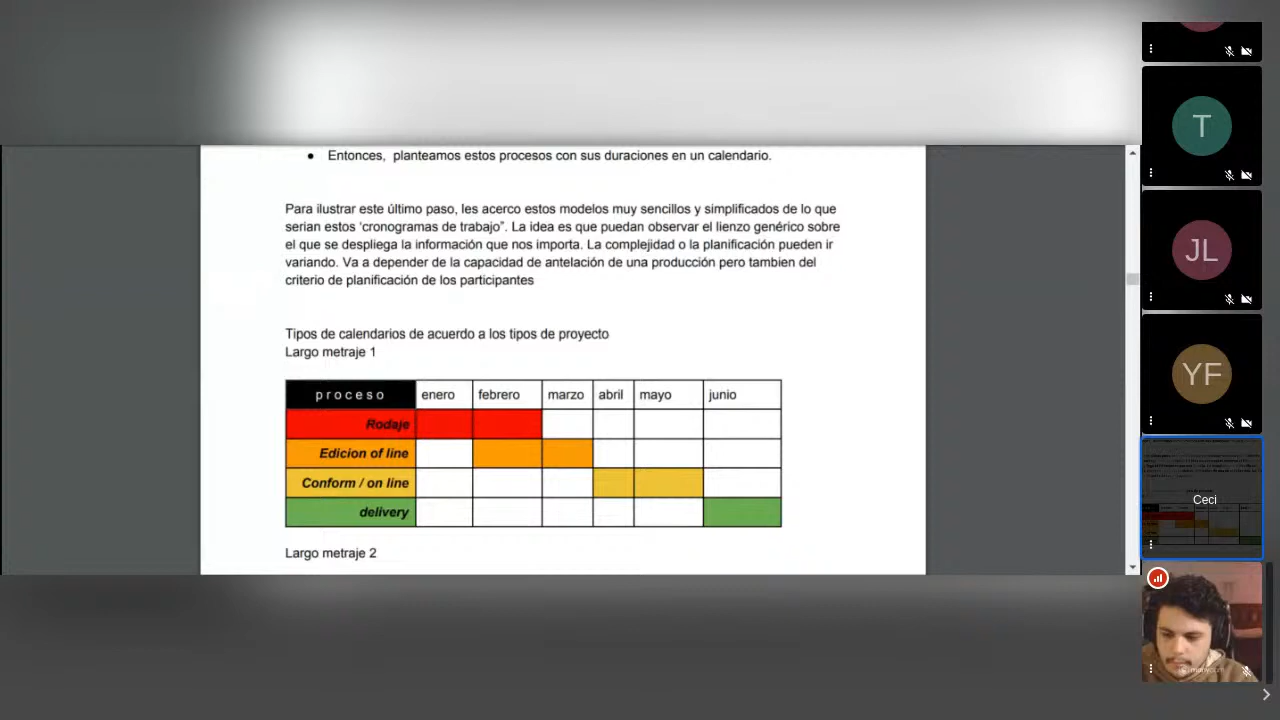 ● Entonces, planteamos estos procesos con sus duraciones en un calendario.
Para ilustrar este último paso, les acerco estos modelos muy sencillos y simplificados de lo que
serian estos ‘cronogramas de trabajo”. La idea es que puedan observar el lienzo genérico sobre
el que se despliega la información que nos importa. La complejidad o la planificación pueden ir
variando. Va a depender de la capacidad de antelación de una producción pero tambien del
criterio de planificación de los participantes
Tipos de calendarios de acuerdo a los tipos de proyecto
Largo metraje 1
proceso enero febrero marzo abril mayo junio
Rodaje
Edicion of line
Conform / on line
delivery
Largo metraje 2
T
JL
YF
Ceci